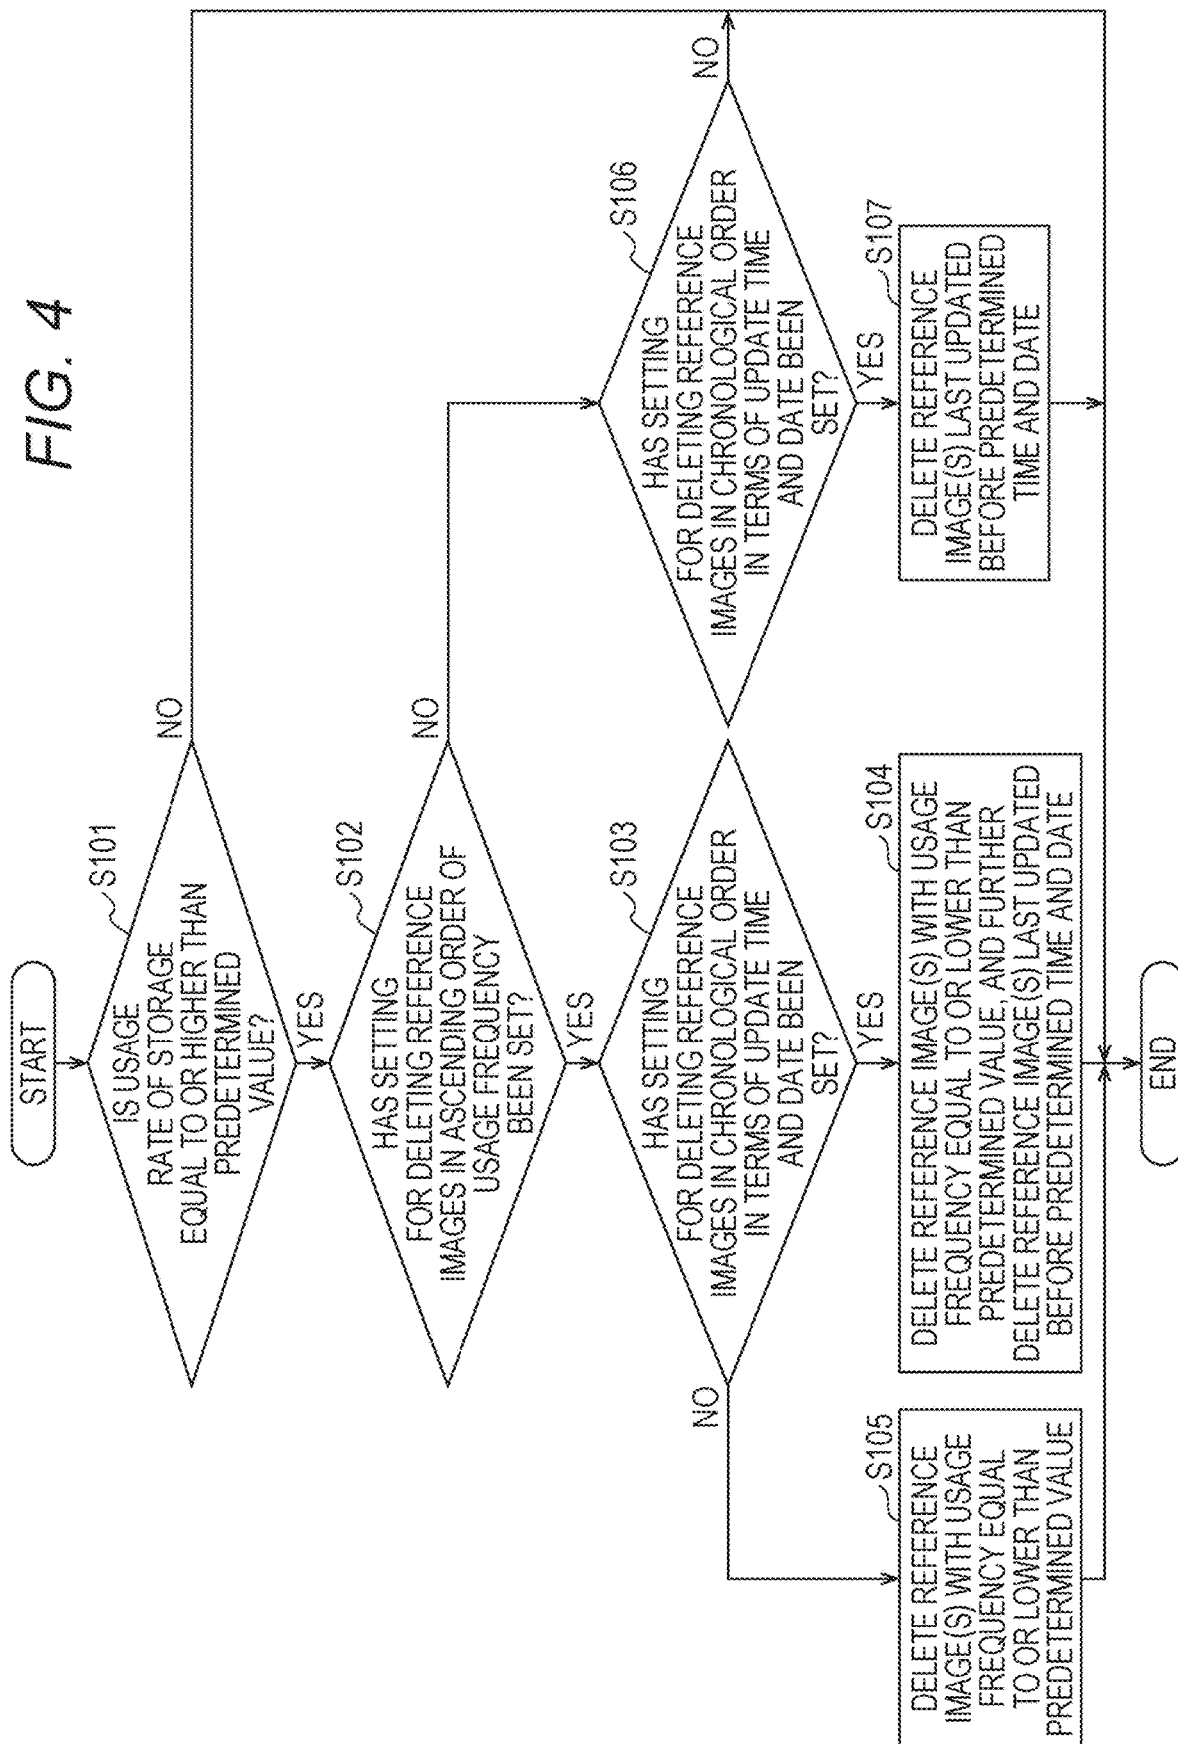 FIG. 4
START
S101
IS USAGE
RATE OF STORAGE
EQUAL TO OR HIGHER THAN
PREDETERMINED
VALUE?
NO
YES
S102
HAS SETTING
FOR DELETING REFERENCE
IMAGES IN ASCENDING ORDER OF
USAGE FREQUENCY
BEEN SET?
NO
YES
S103
HAS SETTING
FOR DELETING REFERENCE
IMAGES IN CHRONOLOGICAL ORDER
IN TERMS OF UPDATE TIME
AND DATE BEEN
SET?
NO
YES
S106
HAS SETTING
FOR DELETING REFERENCE
IMAGES IN CHRONOLOGICAL ORDER
IN TERMS OF UPDATE TIME
AND DATE BEEN
SET?
NO
YES
S105
DELETE REFERENCE
IMAGE(S) WITH USAGE
FREQUENCY EQUAL
TO OR LOWER THAN
PREDETERMINED VALUE
S104
DELETE REFERENCE IMAGE(S) WITH USAGE
FREQUENCY EQUAL TO OR LOWER THAN
PREDETERMINED VALUE, AND FURTHER
DELETE REFERENCE IMAGE(S) LAST UPDATED
BEFORE PREDETERMINED TIME AND DATE
S107
DELETE REFERENCE
IMAGE(S) LAST UPDATED
BEFORE PREDETERMINED
TIME AND DATE
END